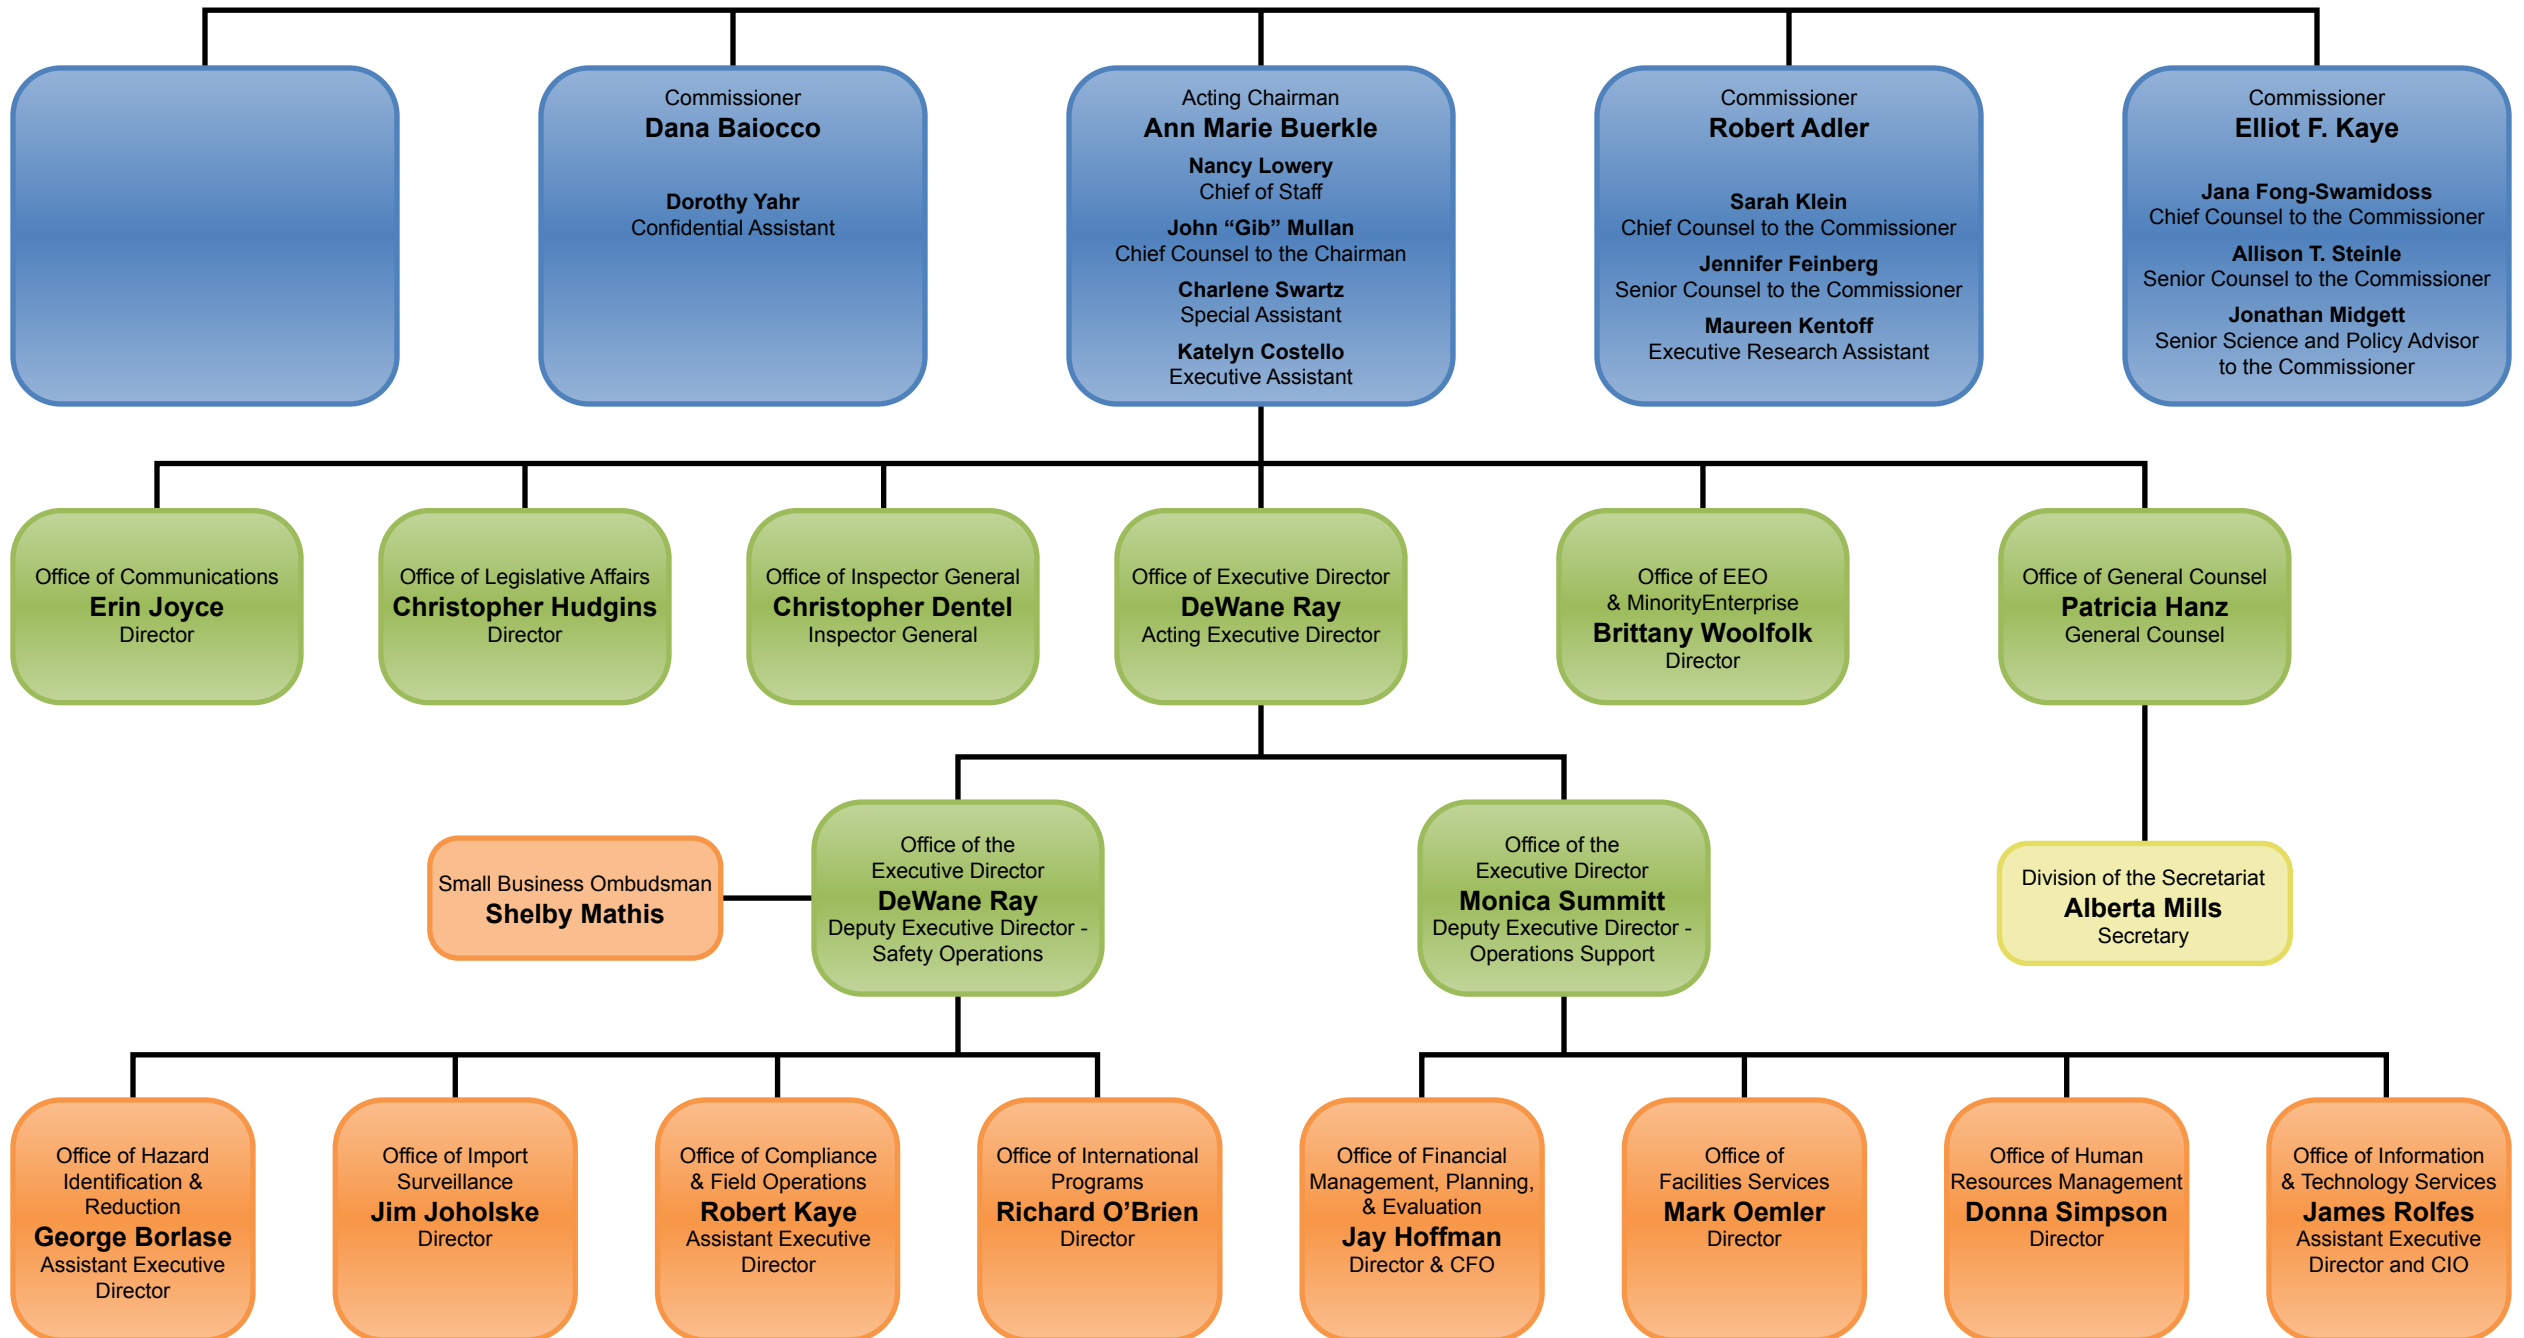 Commissioner
Dana Baiocco
Dorothy Yahr
Confidential Assistant
Acting Chairman
Ann Marie Buerkle
Nancy Lowery
Chief of Staff
John “Gib” Mullan
Chief Counsel to the Chairman
Charlene Swartz
Special Assistant
Katelyn Costello
Executive Assistant
Commissioner
Robert Adler
Sarah Klein
Chief Counsel to the Commissioner
Jennifer Feinberg
Senior Counsel to the Commissioner
Maureen Kentoff
Executive Research Assistant
Commissioner
Elliot F. Kaye
Jana Fong-Swamidoss
Chief Counsel to the Commissioner
Allison T. Steinle
Senior Counsel to the Commissioner
Jonathan Midgett
Senior Science and Policy Advisor
to the Commissioner
Office of Communications
Erin Joyce
Director
Office of Legislative Affairs
Christopher Hudgins
Director
Office of Inspector General
Christopher Dentel
Inspector General
Office of Executive Director
DeWane Ray
Acting Executive Director
Office of EEO
& MinorityEnterprise
Brittany Woolfolk
Director
Office of General Counsel
Patricia Hanz
General Counsel
Small Business Ombudsman
Shelby Mathis
Office of the
Executive Director
DeWane Ray
Deputy Executive Director -
Safety Operations
Office of the
Executive Director
Monica Summitt
Deputy Executive Director -
Operations Support
Division of the Secretariat
Alberta Mills
Secretary
Office of Hazard
Identification &
Reduction
George Borlase
Assistant Executive
Director
Office of Import
Surveillance
Jim Joholske
Director
Office of Compliance
& Field Operations
Robert Kaye
Assistant Executive
Director
Office of International
Programs
Richard O’Brien
Director
Office of Financial
Management, Planning,
& Evaluation
Jay Hoffman
Director & CFO
Office of
Facilities Services
Mark Oemler
Director
Office of Human
Resources Management
Donna Simpson
Director
Office of Information
& Technology Services
James Rolfes
Assistant Executive
Director and CIO